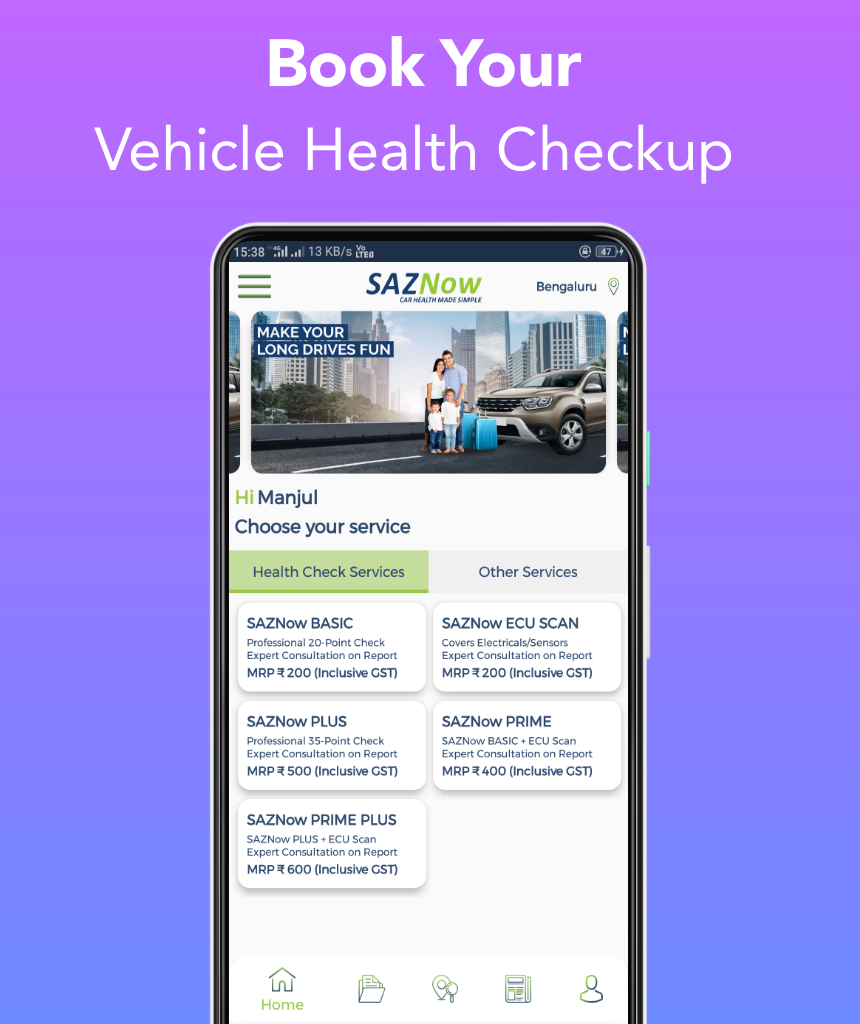 Book Your
Vehicle Health Checkup
15:38 4G 13 KB/s Vo LTE 47
SAZNow
CAR HEALTH MADE SIMPLE
Bengaluru
MAKE YOUR
LONG DRIVES FUN
Hi Manjul
Choose your service
Health Check Services
Other Services
SAZNow BASIC
Professional 20-Point Check
Expert Consultation on Report
MRP ₹ 200 (Inclusive GST)
SAZNow ECU SCAN
Covers Electricals/Sensors
Expert Consultation on Report
MRP ₹ 200 (Inclusive GST)
SAZNow PLUS
Professional 35-Point Check
Expert Consultation on Report
MRP ₹ 500 (Inclusive GST)
SAZNow PRIME
SAZNow BASIC + ECU Scan
Expert Consultation on Report
MRP ₹ 400 (Inclusive GST)
SAZNow PRIME PLUS
SAZNow PLUS + ECU Scan
Expert Consultation on Report
MRP ₹ 600 (Inclusive GST)
Home